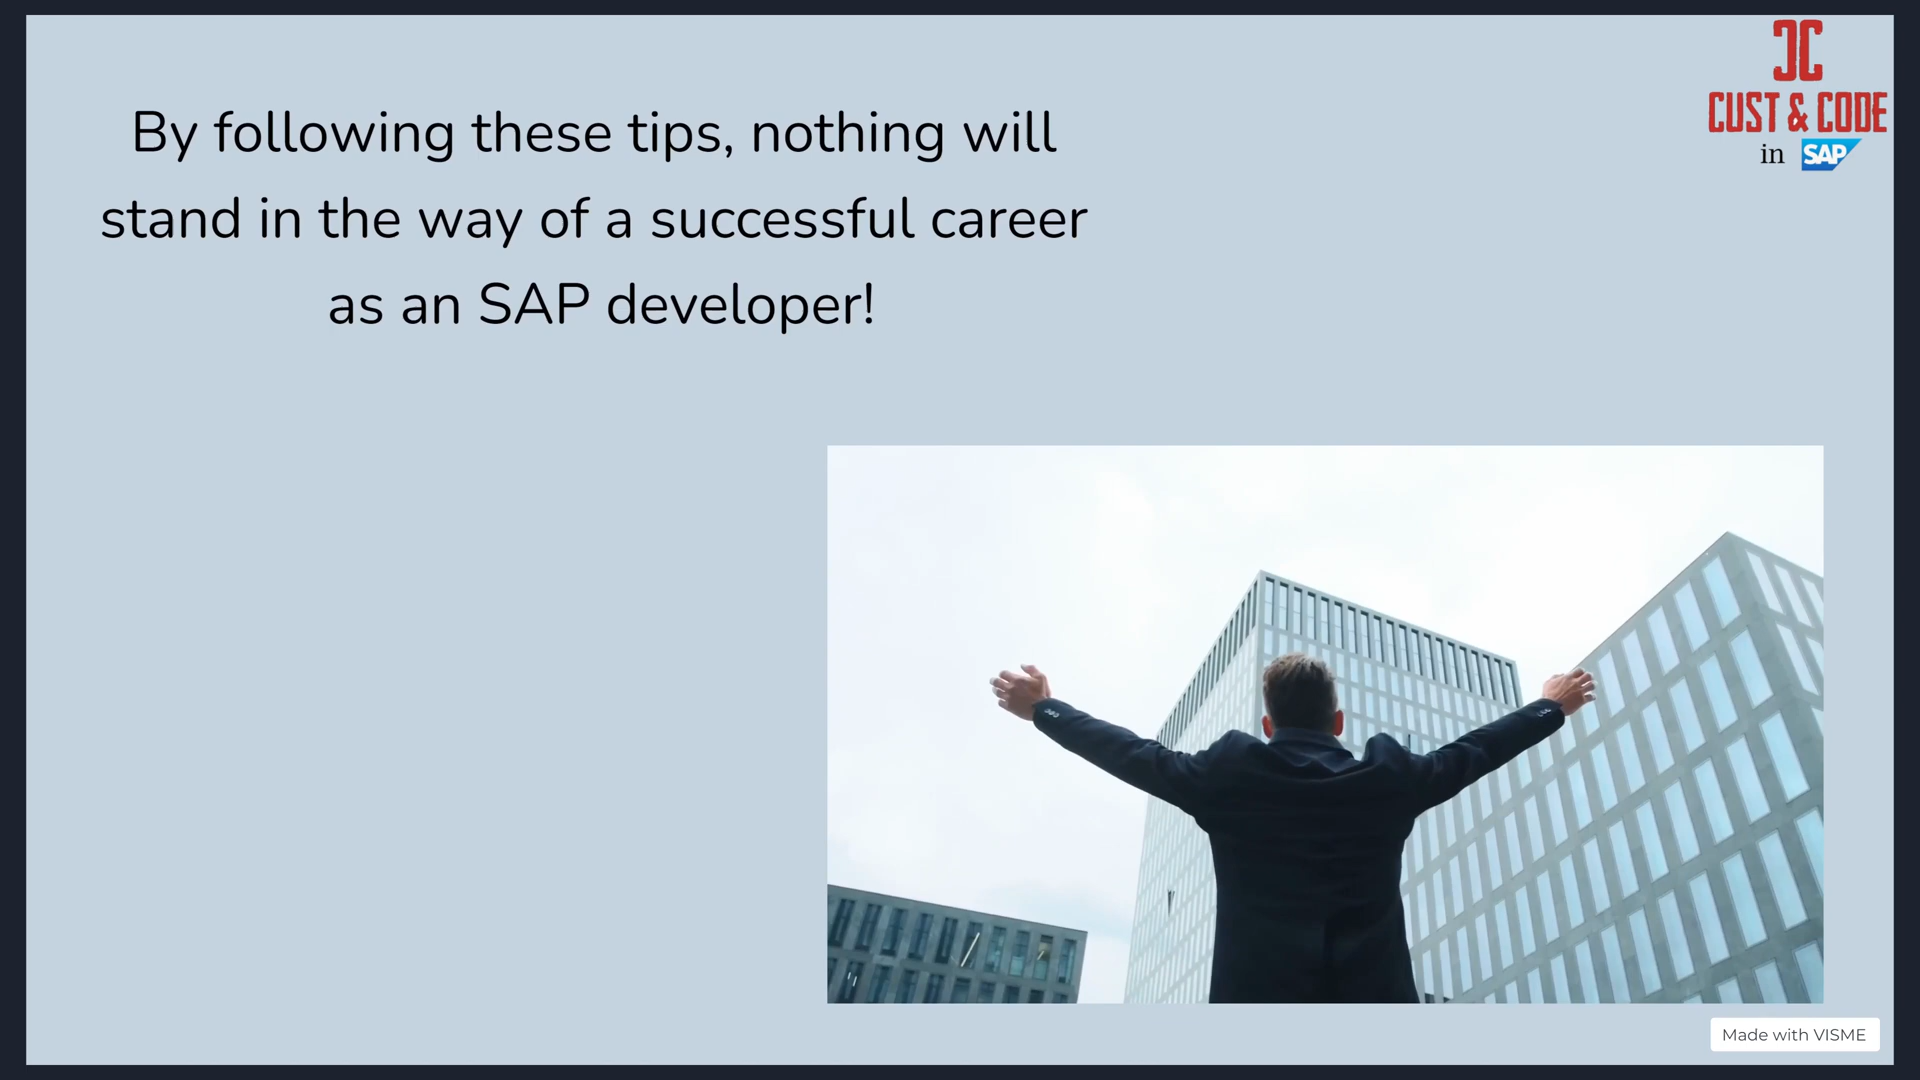 By following these tips, nothing will
stand in the way of a successful career
as an SAP developer!
CUST & CODE
in SAP
Made with VISME